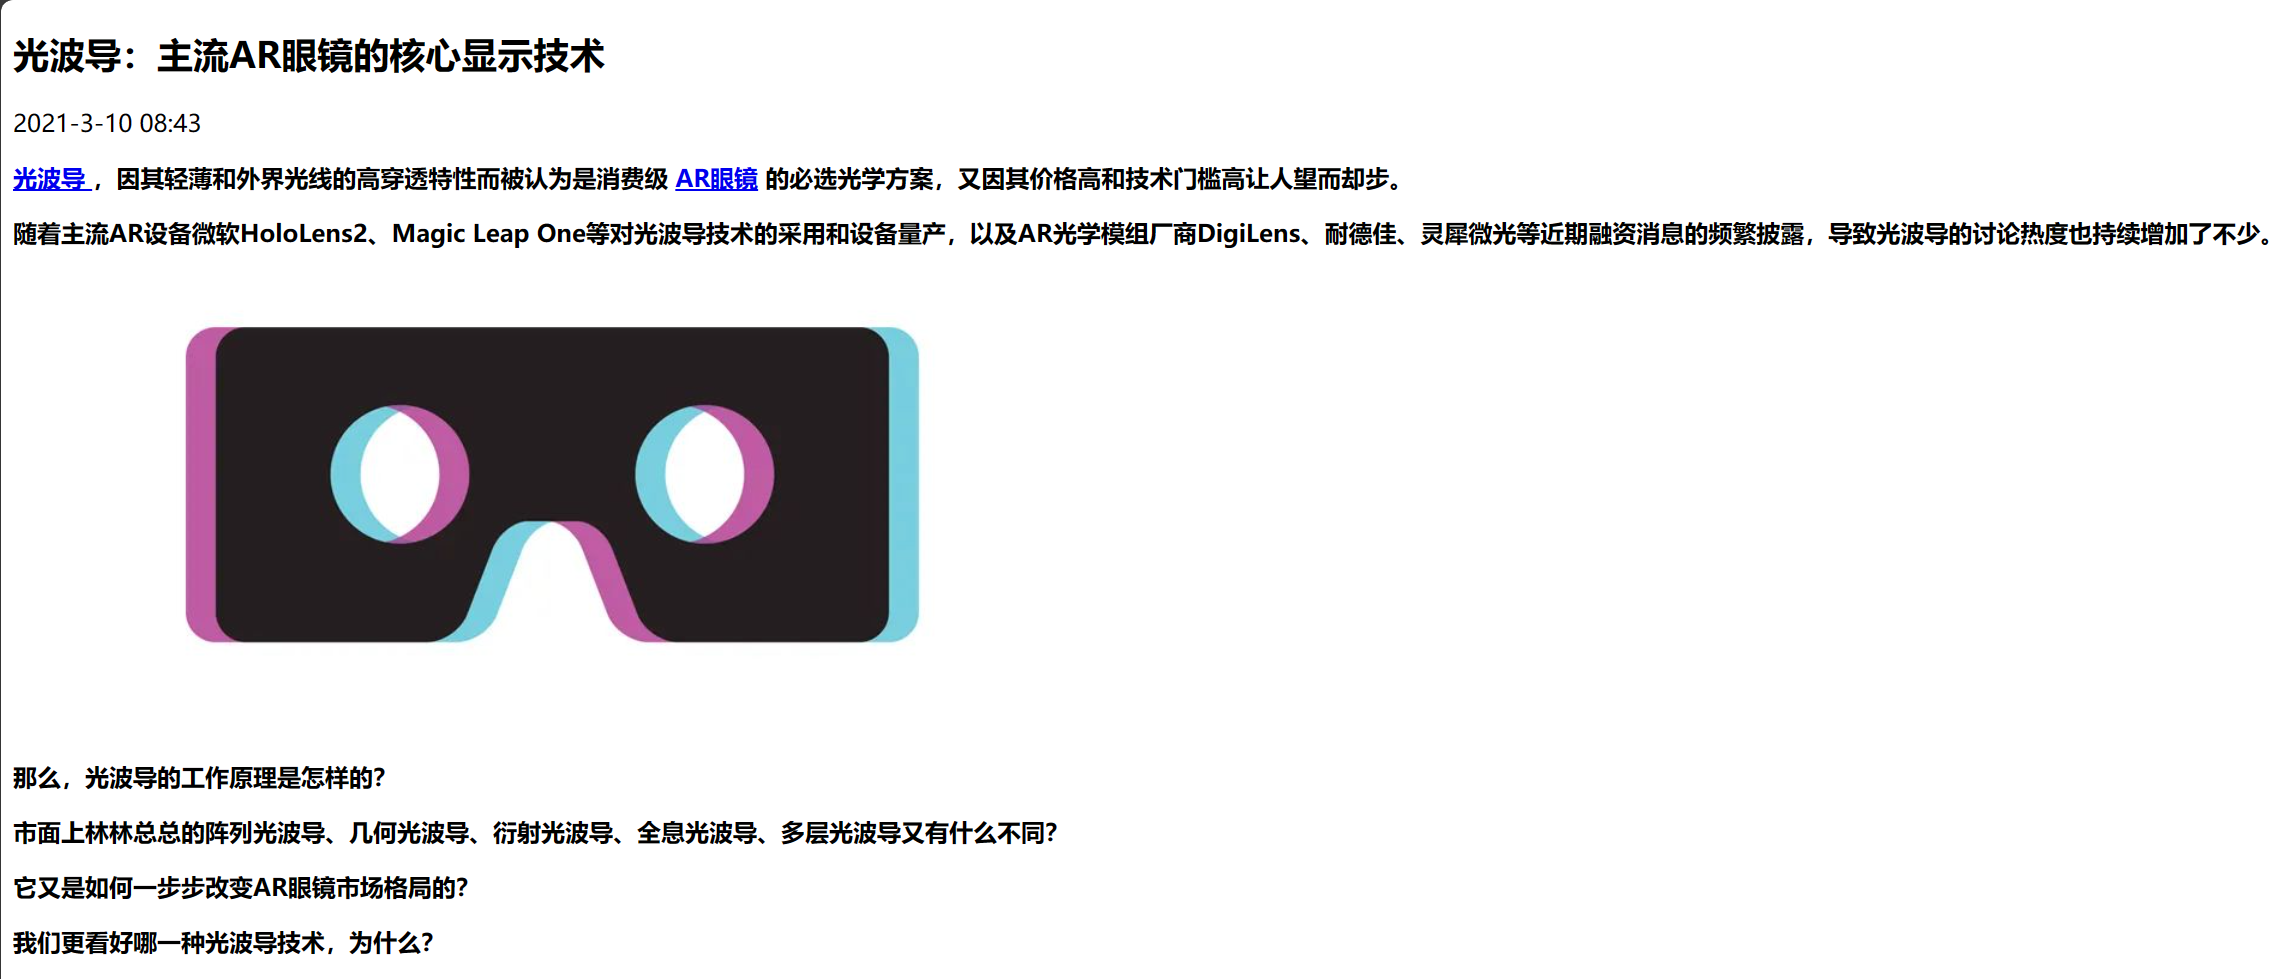 光波导：主流AR眼镜的核心显示技术
2021-3-10 08:43
光波导 ，因其轻薄和外界光线的高穿透特性而被认为是消费级 AR眼镜 的必选光学方案，又因其价格高和技术门槛高让人望而却步。
随着主流AR设备微软HoloLens2、Magic Leap One等对光波导技术的采用和设备量产，以及AR光学模组厂商DigiLens、耐德佳、灵犀微光等近期融资消息的频繁披露，导致光波导的讨论热度也持续增加了不少。
那么，光波导的工作原理是怎样的？
市面上林林总总的阵列光波导、几何光波导、衍射光波导、全息光波导、多层光波导又有什么不同？
它又是如何一步步改变AR眼镜市场格局的？
我们更看好哪一种光波导技术，为什么？